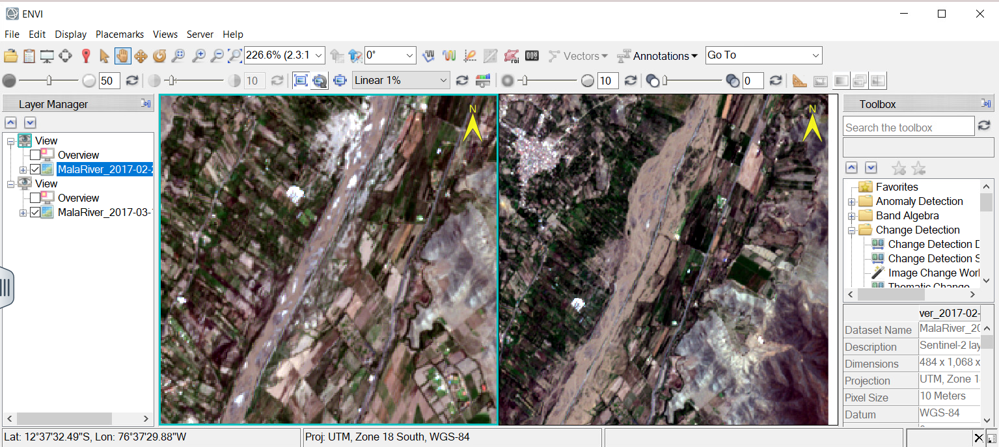 ENVI
File Edit Display Placemarks Views Server Help
226.6% (2.3:1 0° Vectors Annotations Go To
50 10 Linear 1% 10 0
Layer Manager
View
Overview
MalaRiver_2017-02-2
View
Overview
MalaRiver_2017-03-1
N
N
Toolbox
Search the toolbox
Favorites
Anomaly Detection
Band Algebra
Change Detection
Change Detection D
Change Detection S
Image Change Wor
Thematic Change
ver_2017-02-
Dataset Name MalaRiver_20
Description Sentinel-2 lay
Dimensions 484 x 1,068 x
Projection UTM, Zone 1
Pixel Size 10 Meters
Datum WGS-84
Lat: 12°37'32.49"S, Lon: 76°37'29.88"W Proj: UTM, Zone 18 South, WGS-84